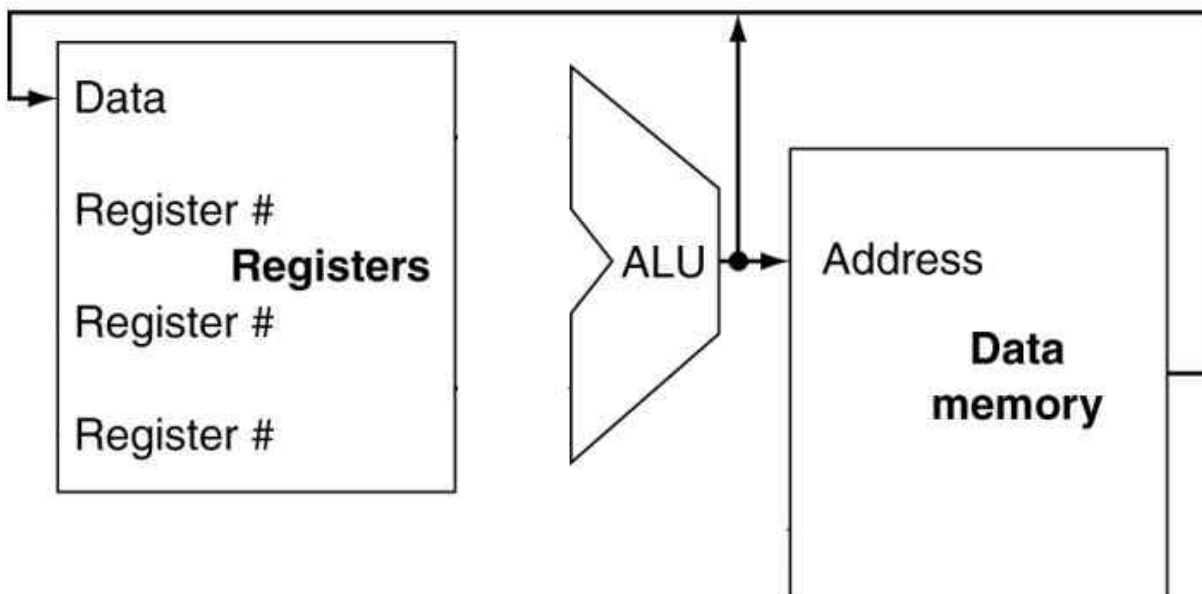 Data
Register #
Registers
Register #
Register #
ALU
Address
Data
memory